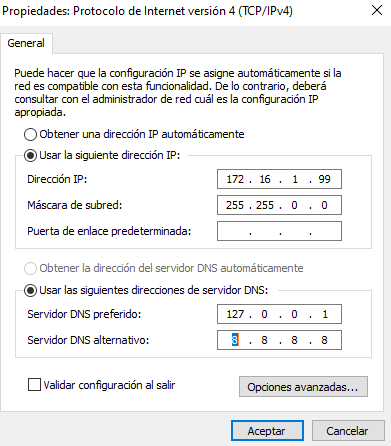 Propiedades: Protocolo de Internet versión 4 (TCP/IPv4)
General
Puede hacer que la configuración IP se asigne automáticamente si la
red es compatible con esta funcionalidad. De lo contrario, deberá
consultar con el administrador de red cuál es la configuración IP
apropiada.
Obtener una dirección IP automáticamente
Usar la siguiente dirección IP:
Dirección IP: 172 . 16 . 1 . 99
Máscara de subred: 255 . 255 . 0 . 0
Puerta de enlace predeterminada: . . .
Obtener la dirección del servidor DNS automáticamente
Usar las siguientes direcciones de servidor DNS:
Servidor DNS preferido: 127 . 0 . 0 . 1
Servidor DNS alternativo: 8 . 8 . 8 . 8
Validar configuración al salir
Opciones avanzadas...
Aceptar
Cancelar